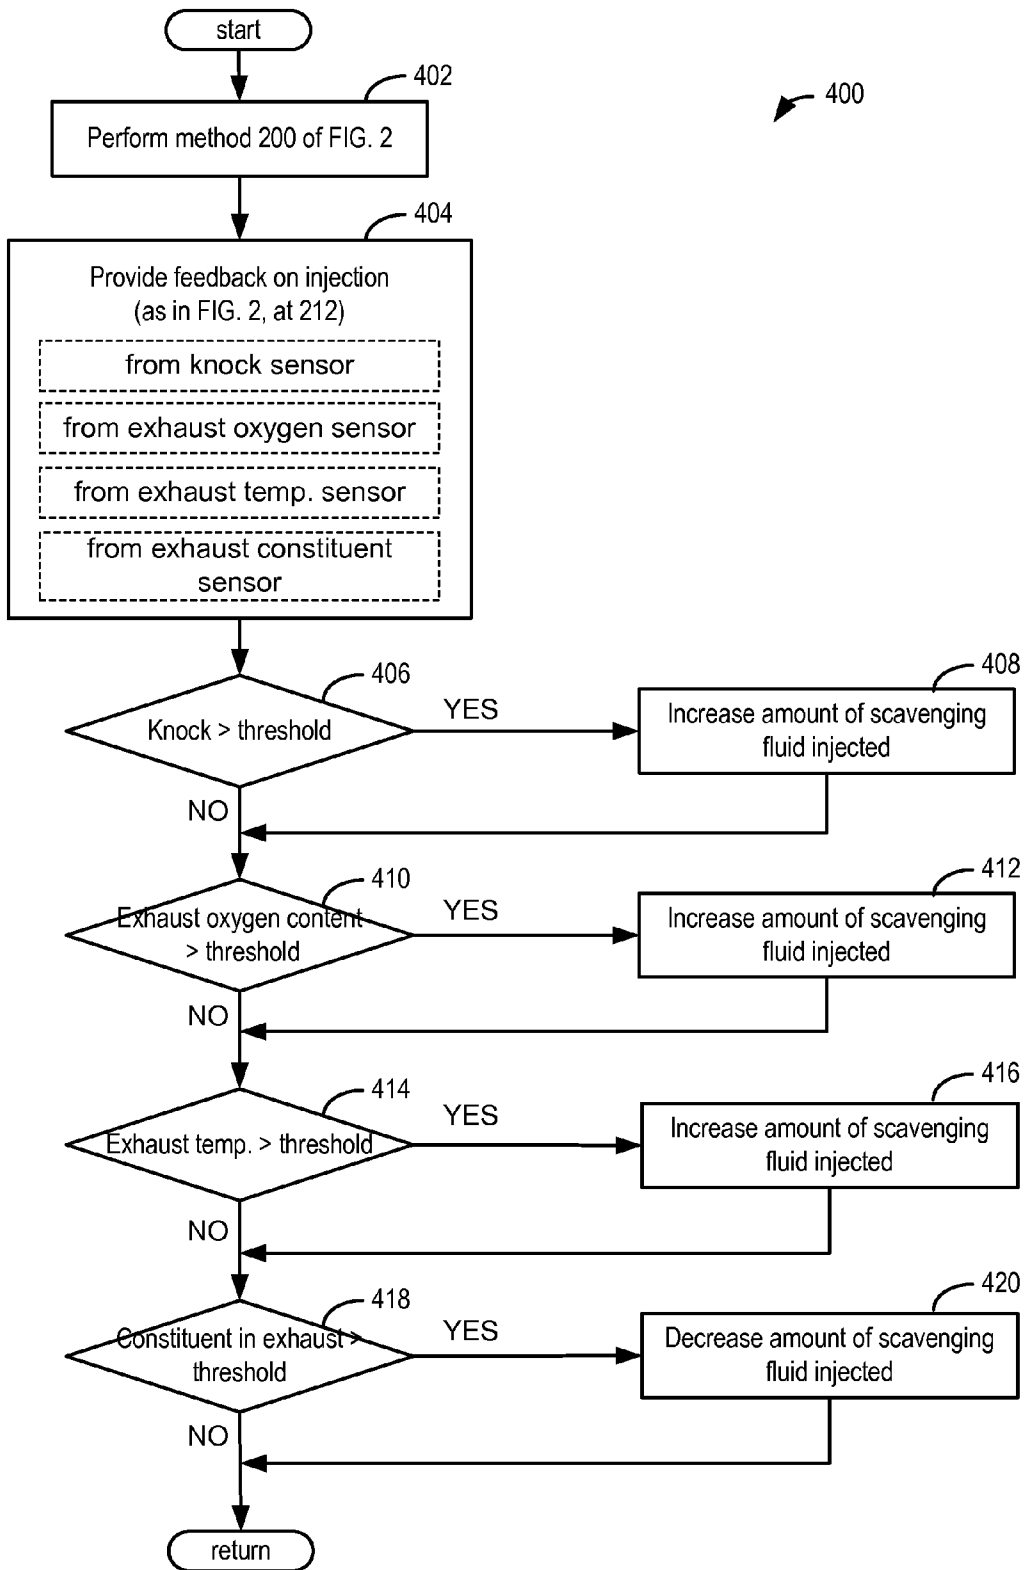 start
402
400
Perform method 200 of FIG. 2
404
Provide feedback on injection
(as in FIG. 2, at 212)
from knock sensor
from exhaust oxygen sensor
from exhaust temp. sensor
from exhaust constituent
sensor
406
408
Knock > threshold
YES
Increase amount of scavenging
fluid injected
NO
410
412
Exhaust oxygen content
> threshold
YES
Increase amount of scavenging
fluid injected
NO
414
416
Exhaust temp. > threshold
YES
Increase amount of scavenging
fluid injected
NO
418
420
Constituent in exhaust >
threshold
YES
Decrease amount of scavenging
fluid injected
NO
return